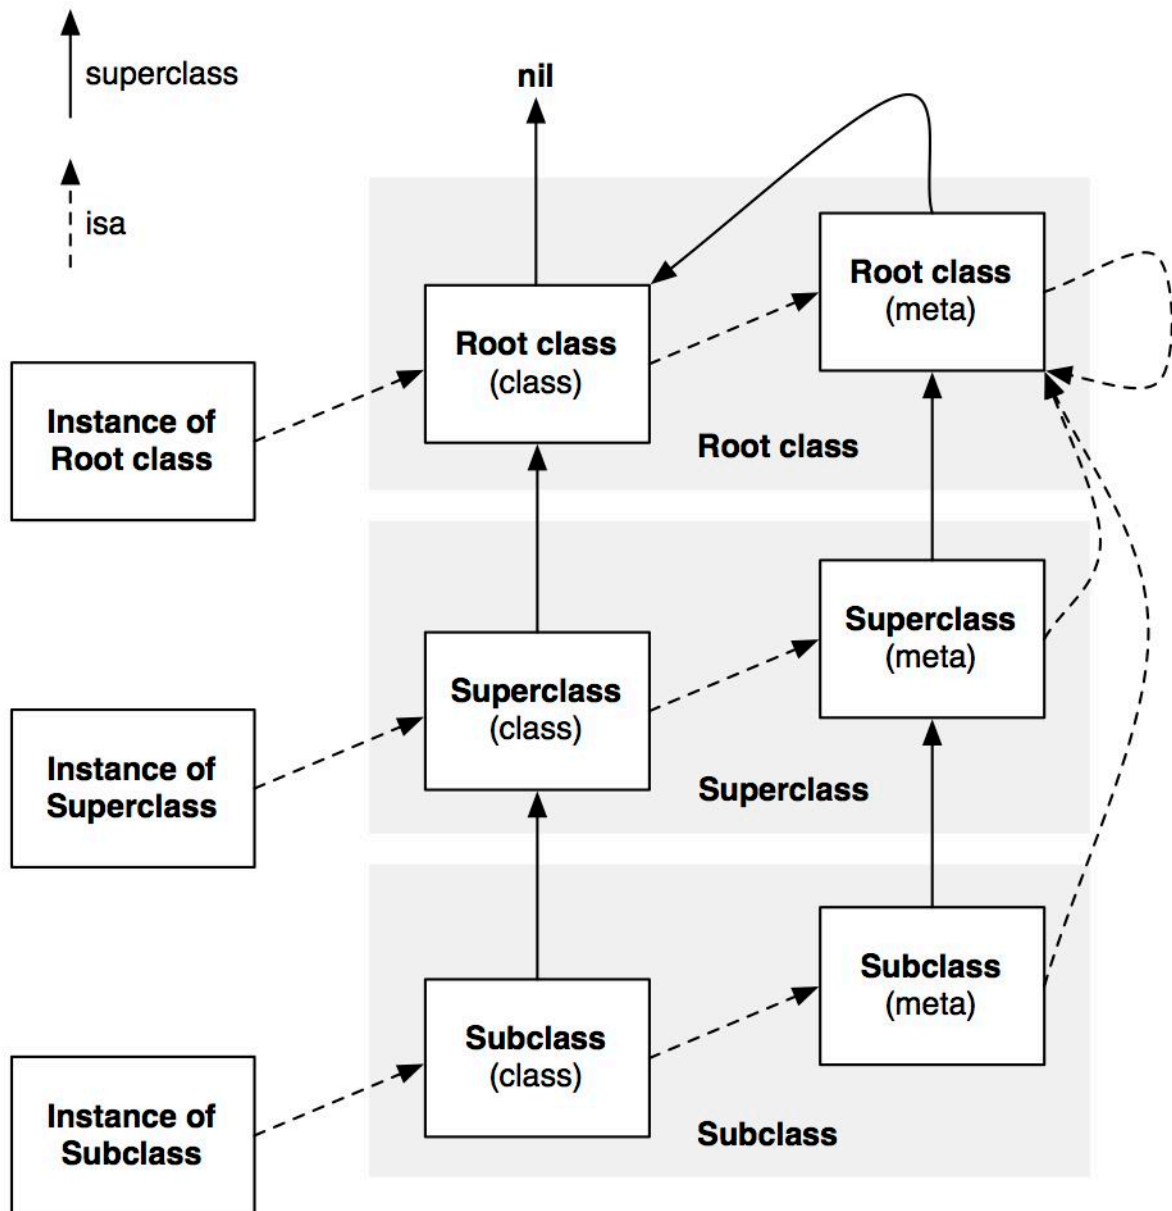 superclass
isa
nil
Root class
(meta)
Root class
(class)
Instance of
Root class
Root class
Superclass
(meta)
Superclass
(class)
Instance of
Superclass
Superclass
Subclass
(meta)
Subclass
(class)
Instance of
Subclass
Subclass